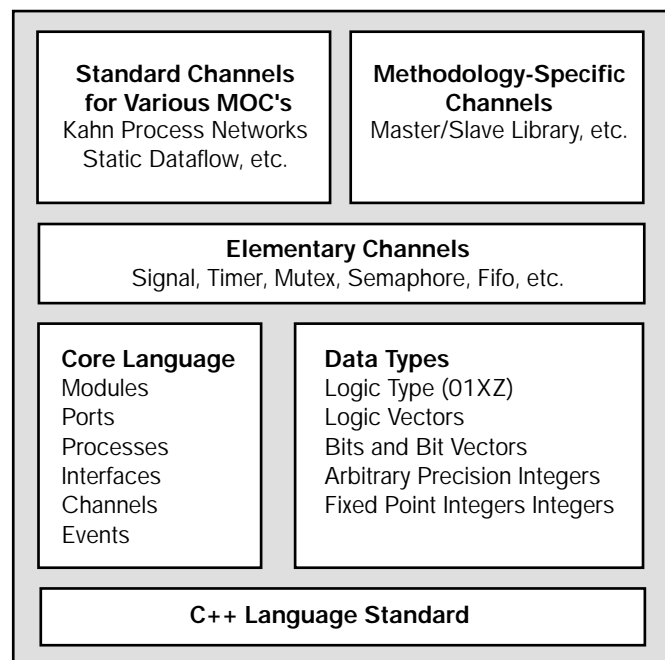 Standard Channels
for Various MOC's
Kahn Process Networks
Static Dataflow, etc.
Methodology-Specific
Channels
Master/Slave Library, etc.
Elementary Channels
Signal, Timer, Mutex, Semaphore, Fifo, etc.
Core Language
Modules
Ports
Processes
Interfaces
Channels
Events
Data Types
Logic Type (01XZ)
Logic Vectors
Bits and Bit Vectors
Arbitrary Precision Integers
Fixed Point Integers Integers
C++ Language Standard